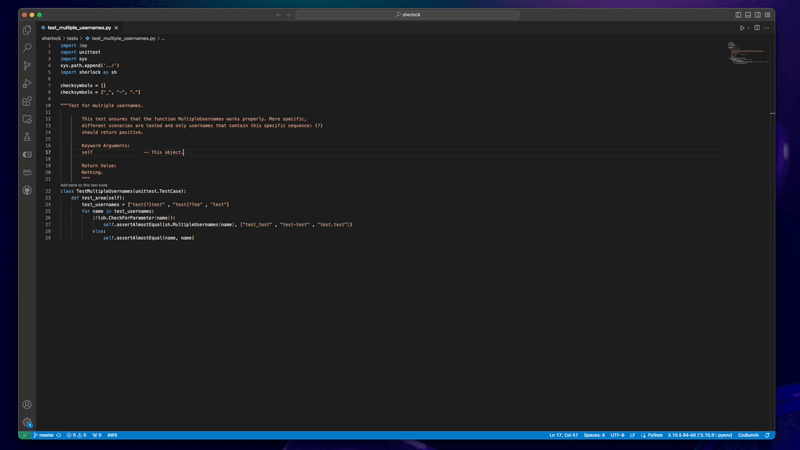 sherlock
test_multiple_usernames.py
sherlock > tests > test_multiple_usernames.py > ...
1 import imp
2 import unittest
3 import sys
4 sys.path.append('../')
5 import sherlock as sh
6
7 checksymbols = []
8 checksymbols = ["_", "-", "."]
9
10 """Test for mulriple usernames.
11
12 This test ensures that the function MultipleUsernames works properly. More specific,
13 different scenarios are tested and only usernames that contain this specific sequence: {?}
14 should return positive.
15
16 Keyword Arguments:
17 self -- This object.
18
19 Return Value:
20 Nothing.
21 """
Add tests to this test suite
22 class TestMultipleUsernames(unittest.TestCase):
23 def test_area(self):
24 test_usernames = ["test{?}test" , "test{?feo" , "test"]
25 for name in test_usernames:
26 if(sh.CheckForParameter(name)):
27 self.assertAlmostEqual(sh.MultipleUsernames(name), ["test_test" , "test-test" , "test.test"])
28 else:
29 self.assertAlmostEqual(name, name)
master 0 0 0 AWS Ln 17, Col 41 Spaces: 4 UTF-8 LF Python 3.10.5 64-bit ('3.10.5': pyenv) CodiumAI